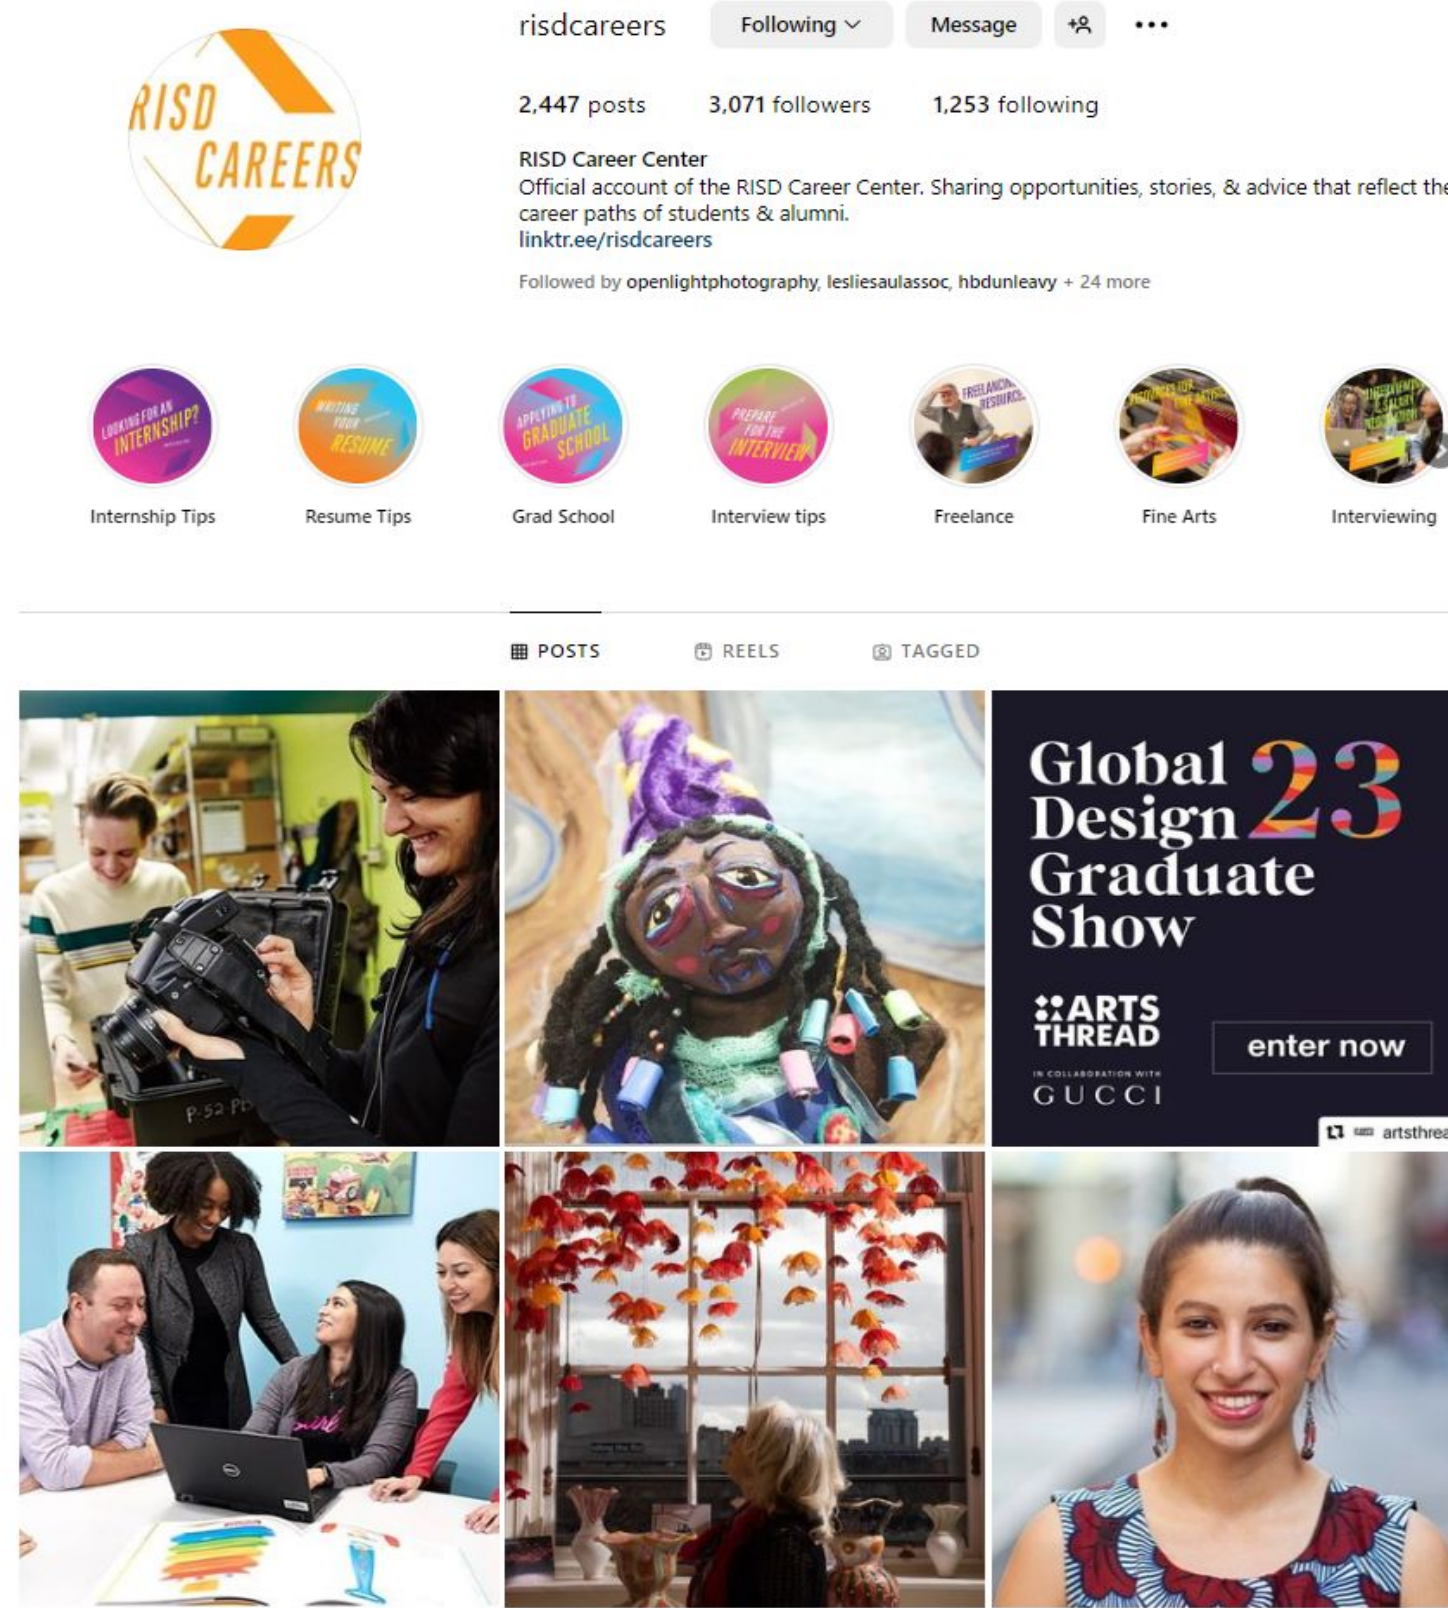 risdcareers
Following
Message
2,447 posts
3,071 followers
1,253 following
RISD
CAREERS
RISD Career Center
Official account of the RISD Career Center. Sharing opportunities, stories, & advice that reflect the
career paths of students & alumni.
linktr.ee/risdcareers
Followed by openlightphotography, lesliesaulassoc, hbdunleavy + 24 more
LOOKING FOR AN
INTERNSHIP?
WRITING
YOUR
RESUME
APPLYING TO
GRADUATE
SCHOOL
PREPARE
FOR THE
INTERVIEW
Internship Tips
Resume Tips
Grad School
Interview tips
Freelance
Fine Arts
Interviewing
POSTS
REELS
TAGGED
Global
Design
Graduate
Show
23
ARTS
THREAD
IN COLLABORATION WITH
GUCCI
enter now
artsthrea
P-52
DELL